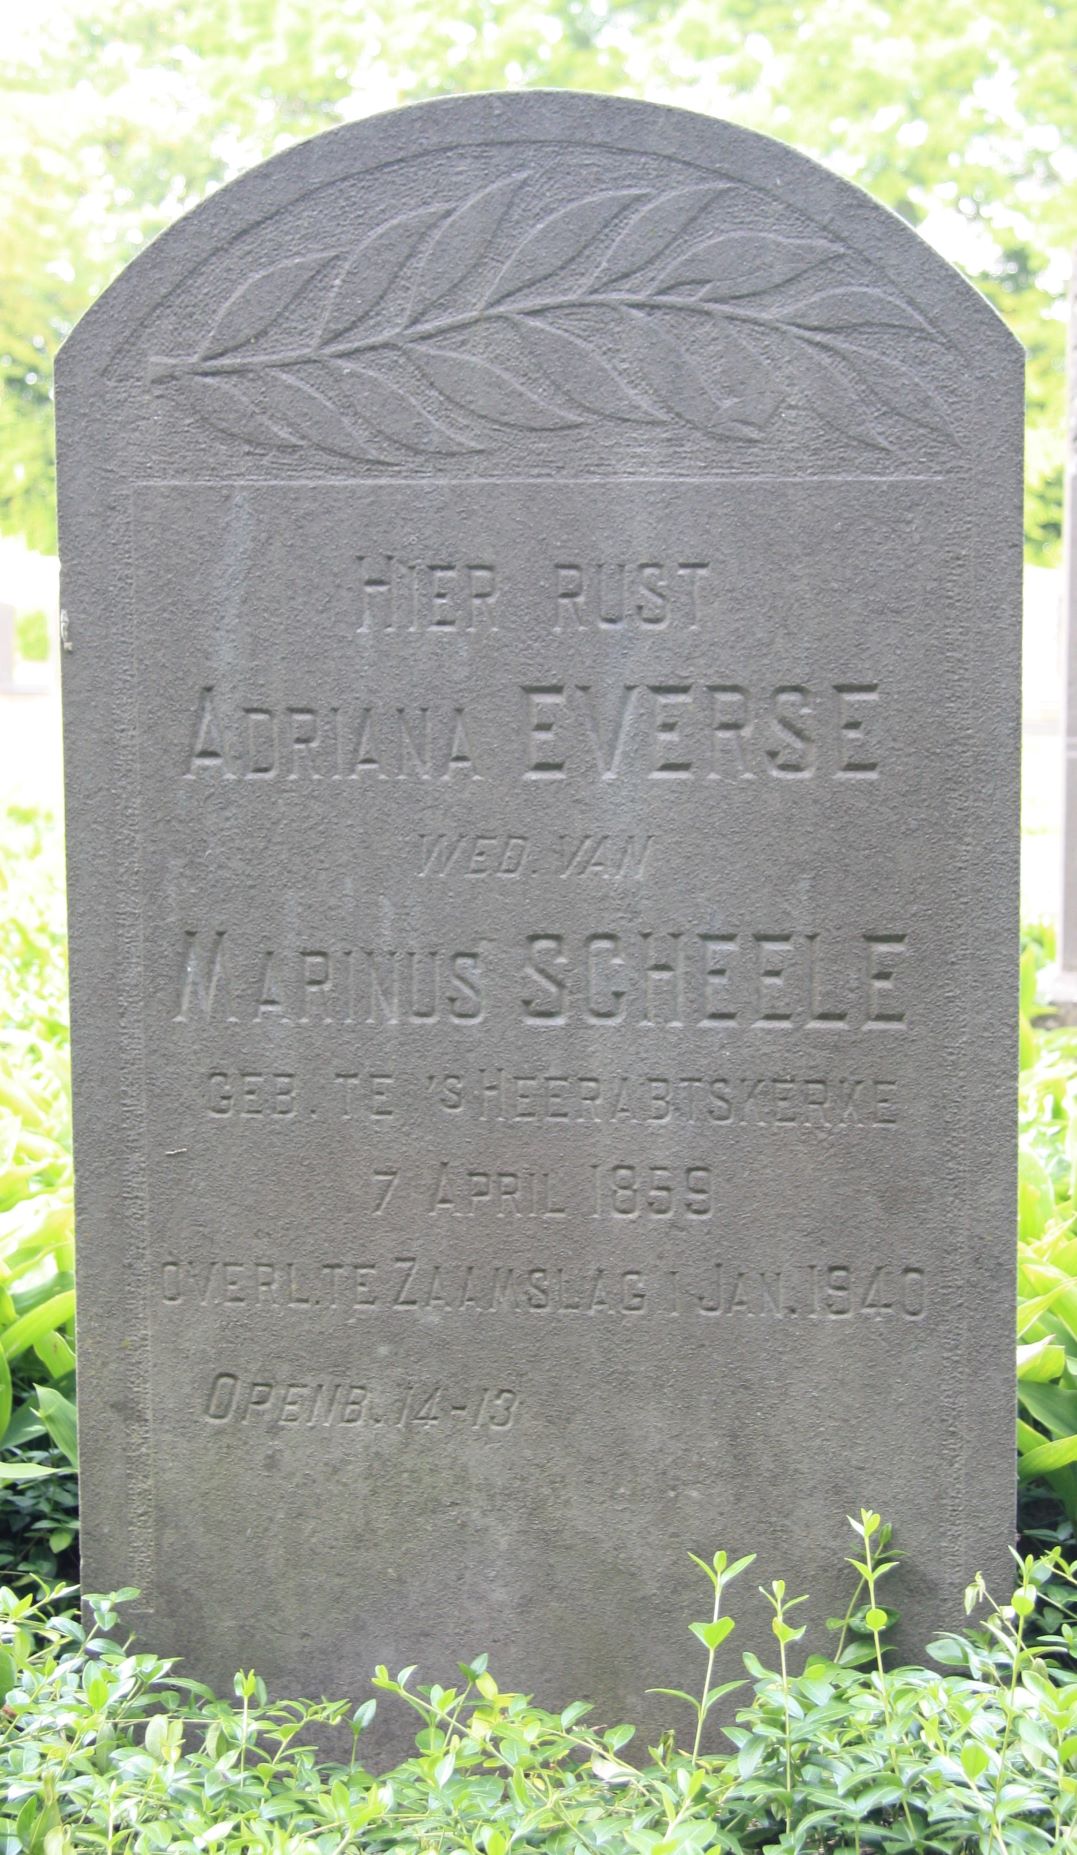 HIER RUST
ADRIANA EVERSE
WED. VAN
MARINUS SCHEELE
GEB. TE 'SHEERABTSKERKE
7 APRIL 1859
OVERL. TE ZAAMSLAG 1 JAN. 1940
OPENB. 14-13